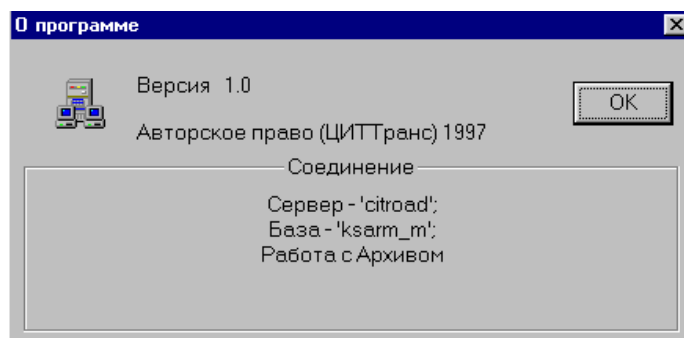 О программе
Версия 1.0
OK
Авторское право (ЦИТТранс) 1997
Соединение
Сервер - 'citroad';
База - 'ksarm_m';
Работа с Архивом